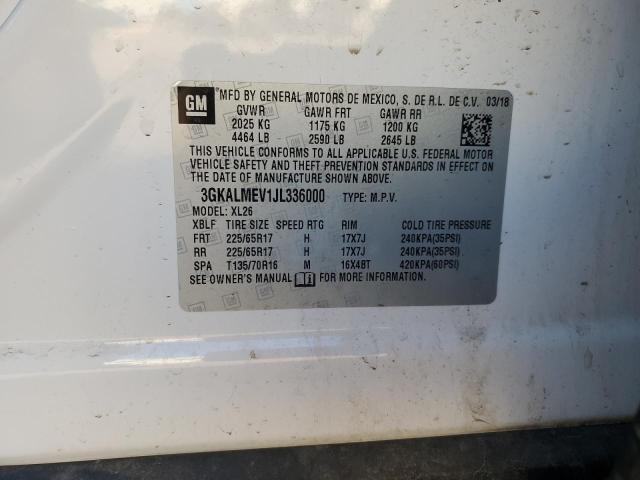 GM
MFD BY GENERAL MOTORS DE MEXICO, S. DE R.L. DE C.V. 03/18
GVWR GAWR FRT GAWR RR
2025 KG 1175 KG 1200 KG
4464 LB 2590 LB 2645 LB
THIS VEHICLE CONFORMS TO ALL APPLICABLE U.S. FEDERAL MOTOR
VEHICLE SAFETY AND THEFT PREVENTION STANDARDS IN EFFECT ON
THE DATE OF MANUFACTURE SHOWN ABOVE.
3GKALMEV1JL336000 TYPE: M.P.V.
MODEL: XL26
XBLF TIRE SIZE SPEED RTG RIM COLD TIRE PRESSURE
FRT 225/65R17 H 17X7J 240KPA(35PSI)
RR 225/65R17 H 17X7J 240KPA(35PSI)
SPA T135/70R16 M 16X4BT 420KPA(60PSI)
SEE OWNER'S MANUAL FOR MORE INFORMATION.